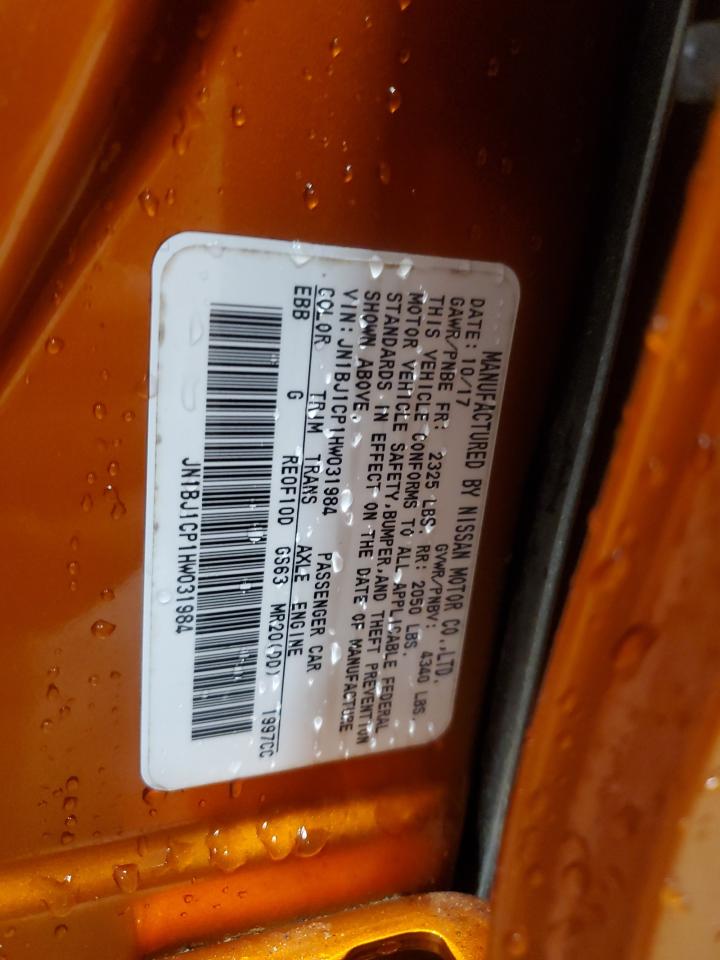 MANUFACTURED BY NISSAN MOTOR CO.,LTD.
DATE: 10/17 GVWR/PNBV: 4340 LBS.
GAWR/PNBE FR: 2325 LBS. RR: 2050 LBS.
THIS VEHICLE CONFORMS TO ALL APPLICABLE FEDERAL
MOTOR VEHICLE SAFETY,BUMPER,AND THEFT PREVENTION
STANDARDS IN EFFECT ON THE DATE OF MANUFACTURE
SHOWN ABOVE.
VIN:JN1BJ1CP1HW031984 PASSENGER CAR
COLOR TRIM TRANS AXLE ENGINE
EBB G RE0F10D GS63 MR20(DD) 1997CC
JN1BJ1CP1HW031984